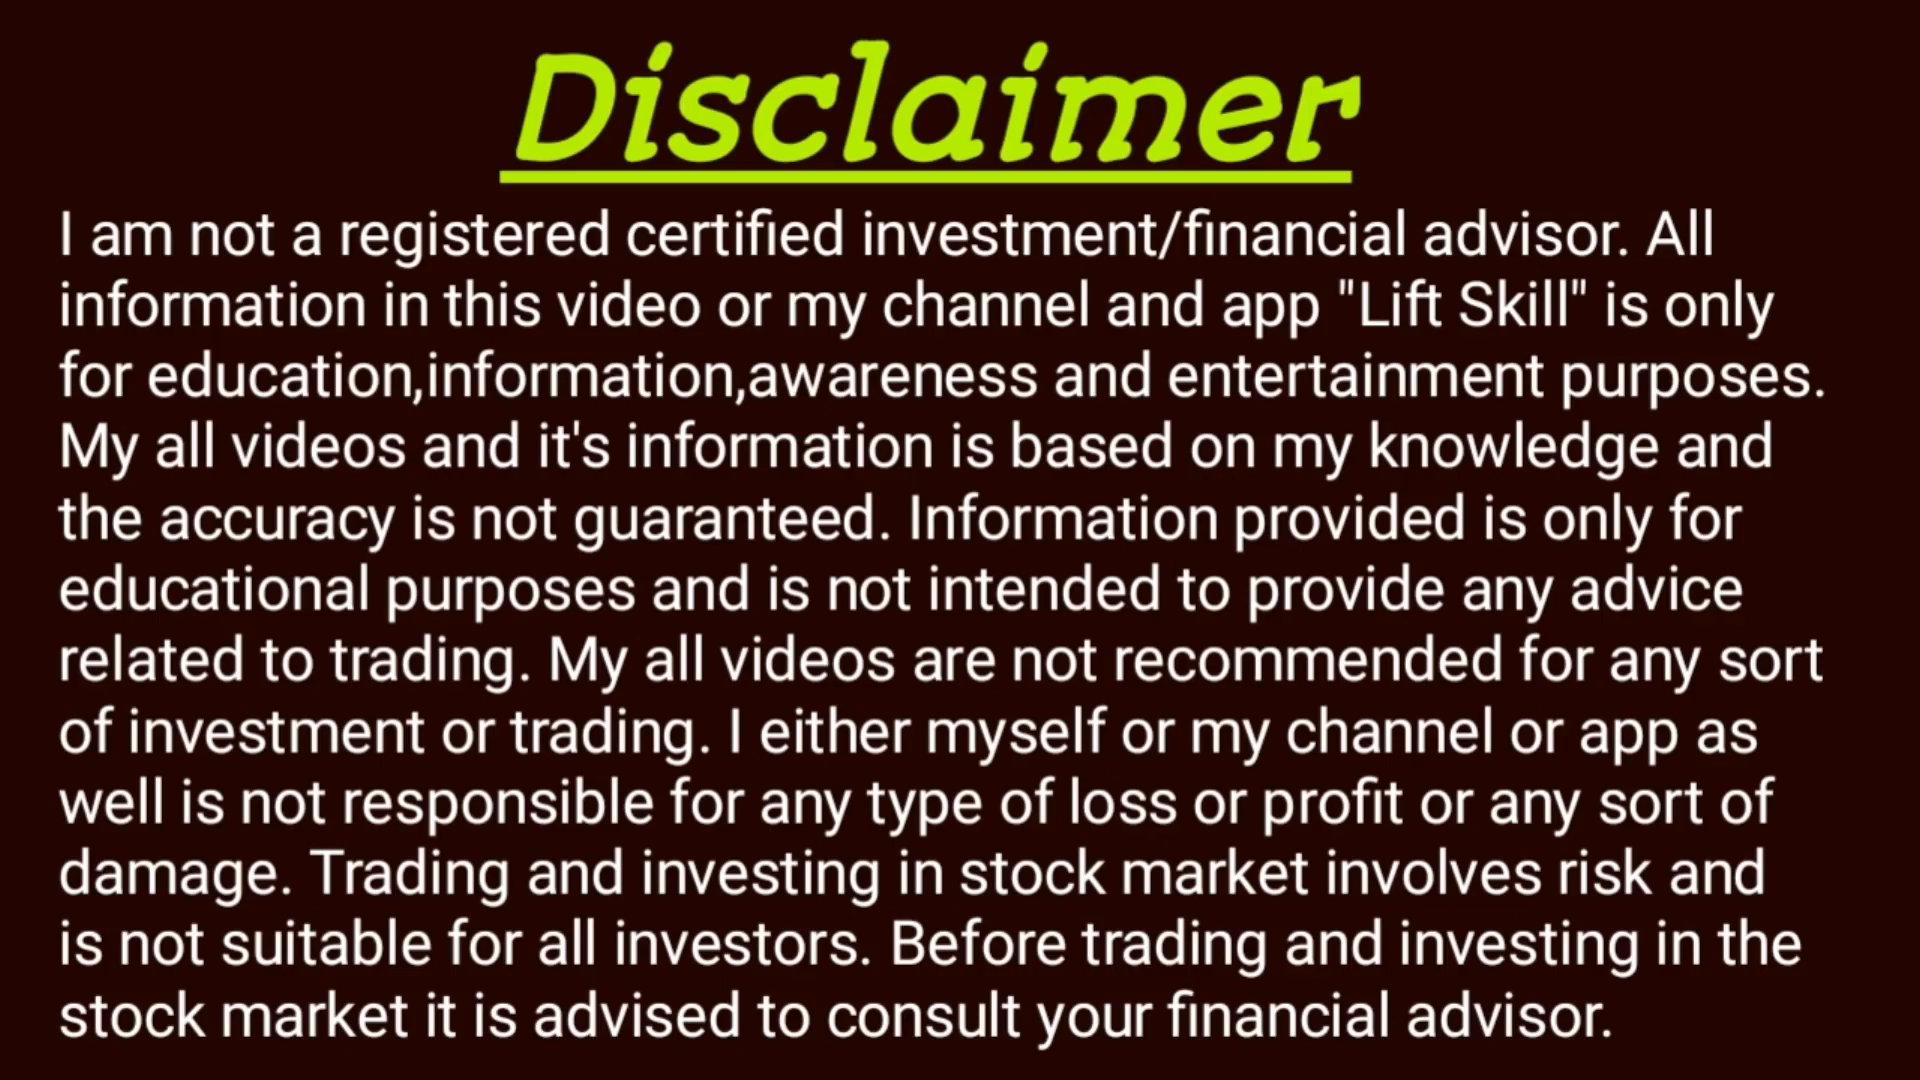 Disclaimer
I am not a registered certified investment/financial advisor. All
information in this video or my channel and app "Lift Skill" is only
for education,information,awareness and entertainment purposes.
My all videos and it's information is based on my knowledge and
the accuracy is not guaranteed. Information provided is only for
educational purposes and is not intended to provide any advice
related to trading. My all videos are not recommended for any sort
of investment or trading. I either myself or my channel or app as
well is not responsible for any type of loss or profit or any sort of
damage. Trading and investing in stock market involves risk and
is not suitable for all investors. Before trading and investing in the
stock market it is advised to consult your financial advisor.